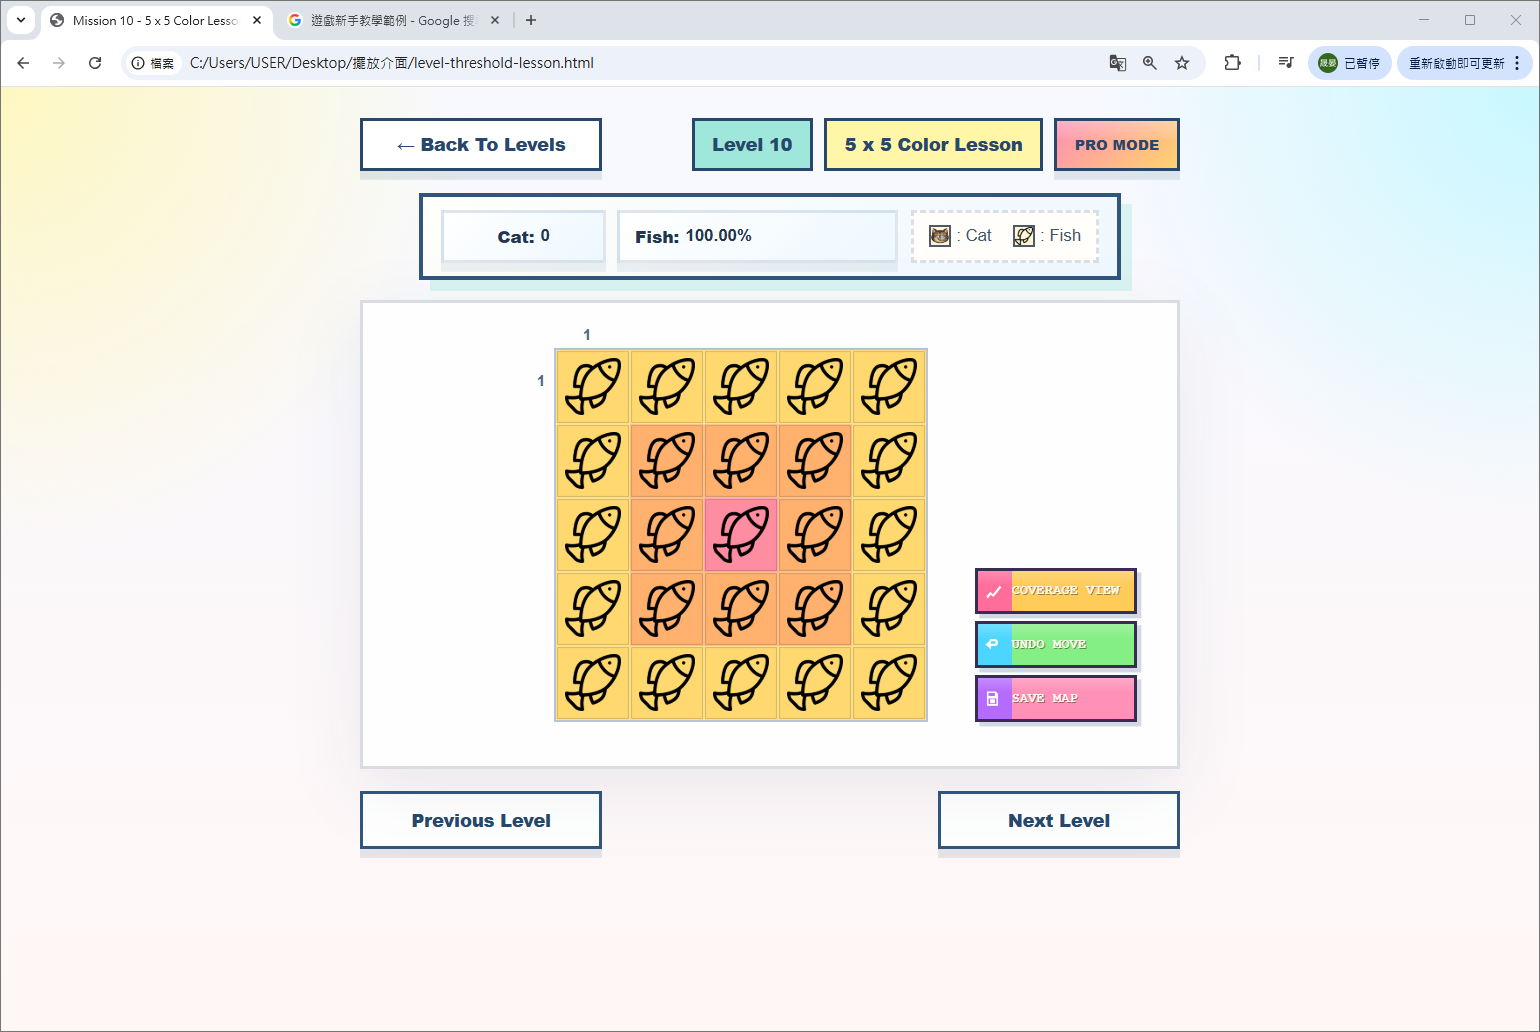 Mission 10 - 5 x 5 Color Lesso
遊戲新手教學範例 - Google 搜
檔案
C:/Users/USER/Desktop/擺放介面/level-threshold-lesson.html
已暫停
重新啟動即可更新
← Back To Levels
Level 10
5 x 5 Color Lesson
PRO MODE
Cat: 0
Fish: 100.00%
: Cat
: Fish
1
1
COVERAGE VIEW
UNDO MOVE
SAVE MAP
Previous Level
Next Level